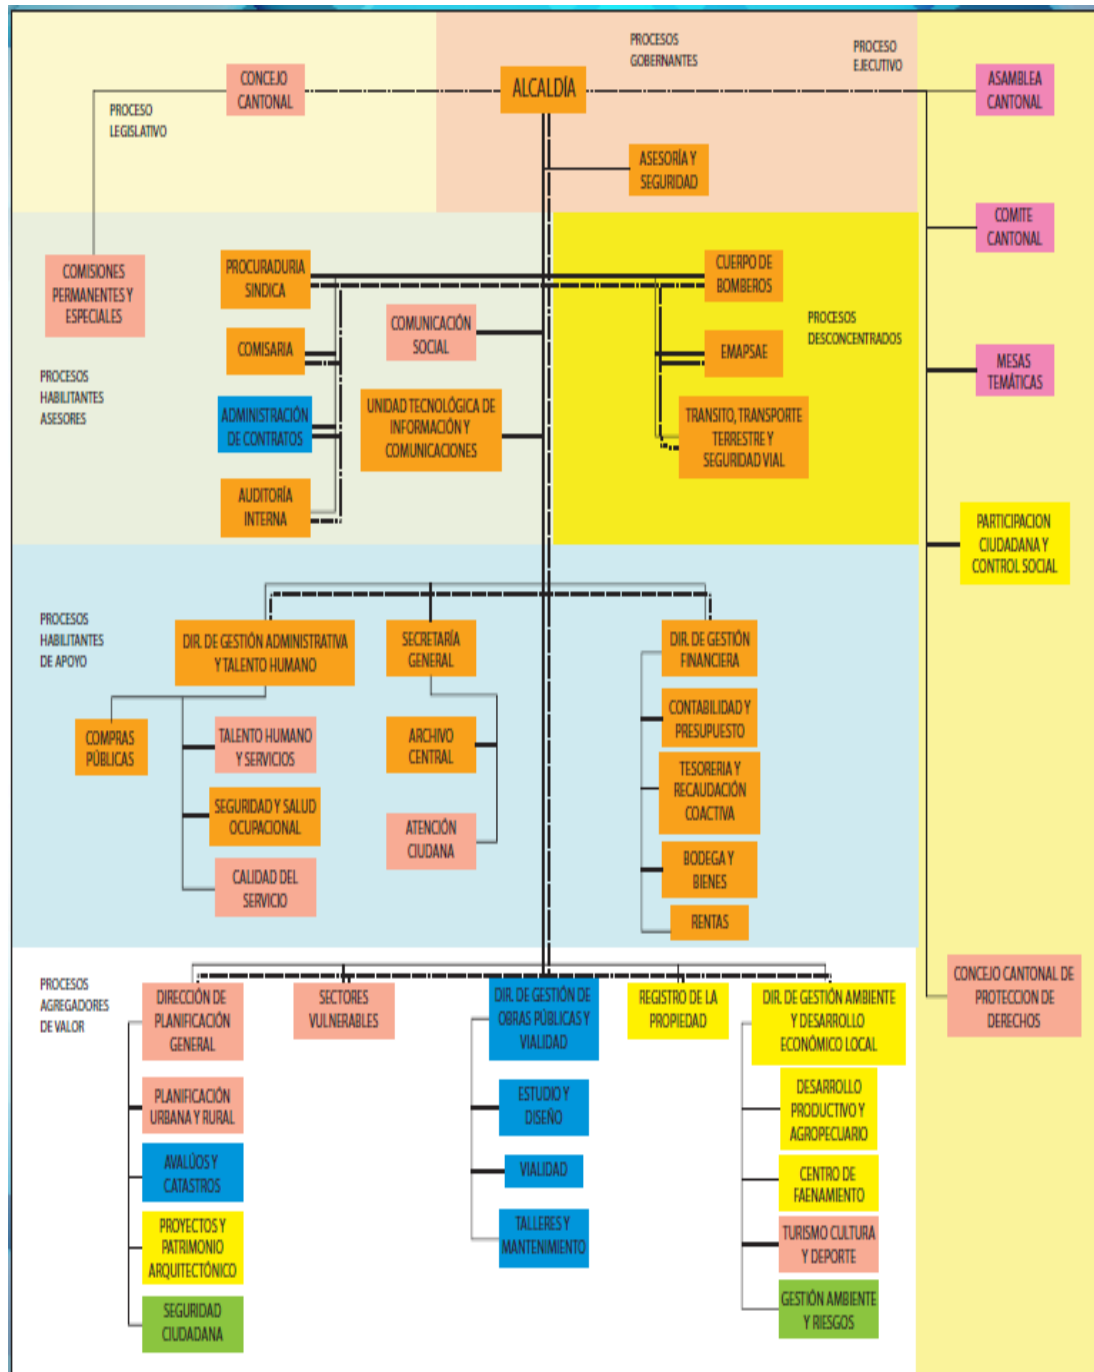 PROCESOS
GOBERNANTES
PROCESO
EJECUTIVO
CONCEJO
CANTONAL
ALCALDÍA
ASAMBLEA
CANTONAL
PROCESO
LEGISLATIVO
ASESORÍA Y
SEGURIDAD
COMITE
CANTONAL
COMISIONES
PERMANENTES Y
ESPECIALES
PROCURADURIA
SINDICA
CUERPO DE
BOMBEROS
COMUNICACIÓN
SOCIAL
PROCESOS
DESCONCENTRADOS
COMISARIA
EMAPSAE
MESAS
TEMÁTICAS
PROCESOS
HABILITANTES
ASESORES
ADMINISTRACIÓN
DE CONTRATOS
UNIDAD TECNOLÓGICA DE
INFORMACIÓN Y
COMUNICACIONES
TRANSITO, TRANSPORTE
TERRESTRE Y
SEGURIDAD VIAL
AUDITORÍA
INTERNA
PARTICIPACION
CIUDADANA Y
CONTROL SOCIAL
PROCESOS
HABILITANTES
DE APOYO
DIR. DE GESTIÓN ADMINISTRATIVA
Y TALENTO HUMANO
SECRETARÍA
GENERAL
DIR. DE GESTIÓN
FINANCIERA
COMPRAS
PÚBLICAS
TALENTO HUMANO
Y SERVICIOS
ARCHIVO
CENTRAL
CONTABILIDAD Y
PRESUPUESTO
TESORERIA Y
RECAUDACIÓN
COACTIVA
SEGURIDAD Y SALUD
OCUPACIONAL
ATENCIÓN
CIUDANA
BODEGA Y
BIENES
CALIDAD DEL
SERVICIO
RENTAS
PROCESOS
AGREGADORES
DE VALOR
DIRECCIÓN DE
PLANIFICACIÓN
GENERAL
SECTORES
VULNERABLES
DIR. DE GESTIÓN DE
OBRAS PÚBLICAS Y
VIALIDAD
REGISTRO DE LA
PROPIEDAD
DIR. DE GESTIÓN AMBIENTE
Y DESARROLLO
ECONÓMICO LOCAL
CONCEJO CANTONAL DE
PROTECCION DE
DERECHOS
PLANIFICACIÓN
URBANA Y RURAL
ESTUDIO Y
DISEÑO
DESARROLLO
PRODUCTIVO Y
AGROPECUARIO
AVALÚOS Y
CATASTROS
VIALIDAD
CENTRO DE
FAENAMIENTO
PROYECTOS Y
PATRIMONIO
ARQUITECTÓNICO
TALLERES Y
MANTENIMIENTO
TURISMO CULTURA
Y DEPORTE
SEGURIDAD
CIUDADANA
GESTIÓN AMBIENTE
Y RIESGOS